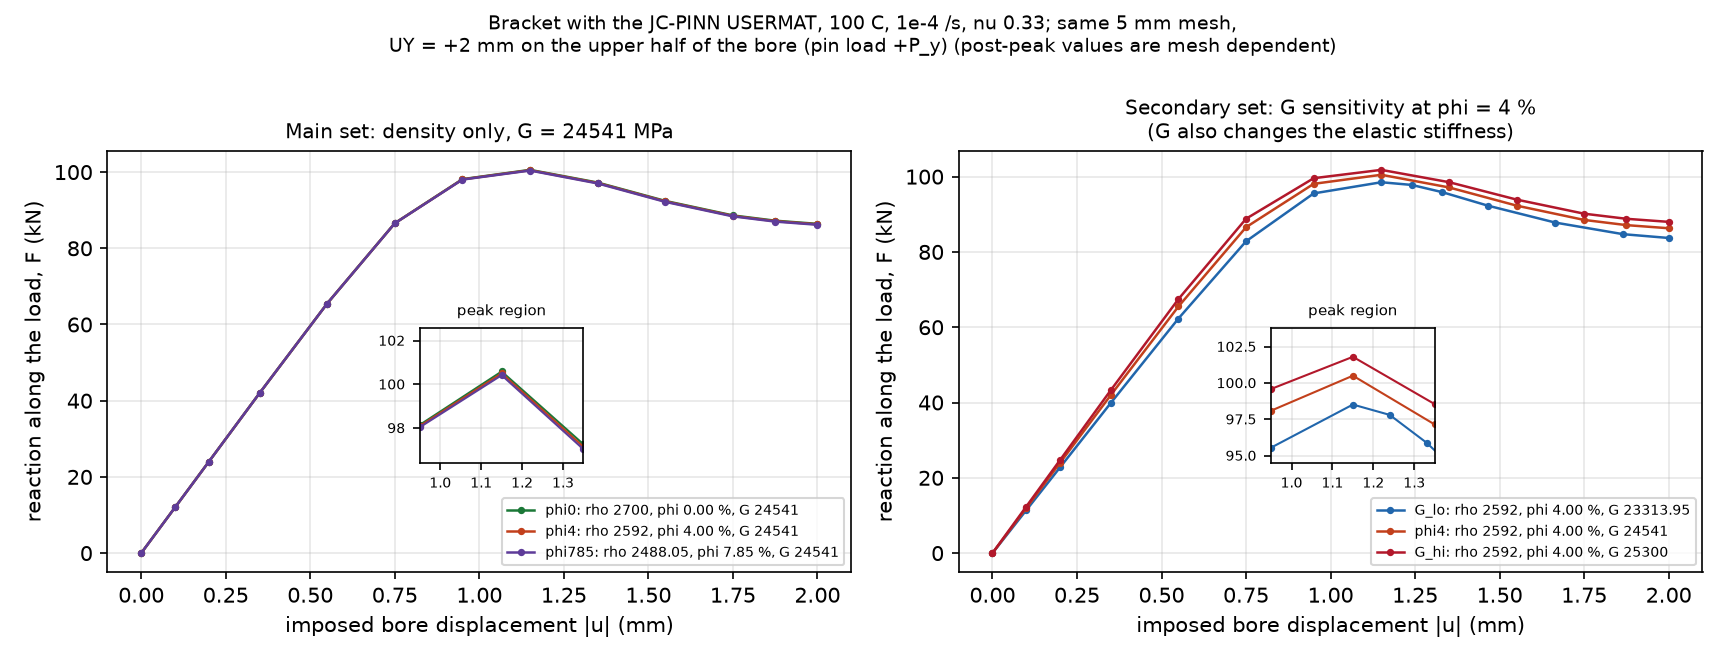 Bracket with the JC-PINN USERMAT, 100 C, 1e-4 /s, nu 0.33; same 5 mm mesh,
UY = +2 mm on the upper half of the bore (pin load +P_y) (post-peak values are mesh dependent)
Main set: density only, G = 24541 MPa
reaction along the load, F (kN)
100
80
60
40
20
0
peak region
102
100
98
1.0 1.1 1.2 1.3
phi0: rho 2700, phi 0.00 %, G 24541
phi4: rho 2592, phi 4.00 %, G 24541
phi785: rho 2488.05, phi 7.85 %, G 24541
0.00 0.25 0.50 0.75 1.00 1.25 1.50 1.75 2.00
imposed bore displacement |u| (mm)
Secondary set: G sensitivity at phi = 4 %
(G also changes the elastic stiffness)
reaction along the load, F (kN)
100
80
60
40
20
0
peak region
102.5
100.0
97.5
95.0
1.0 1.1 1.2 1.3
G_lo: rho 2592, phi 4.00 %, G 23313.95
phi4: rho 2592, phi 4.00 %, G 24541
G_hi: rho 2592, phi 4.00 %, G 25300
0.00 0.25 0.50 0.75 1.00 1.25 1.50 1.75 2.00
imposed bore displacement |u| (mm)